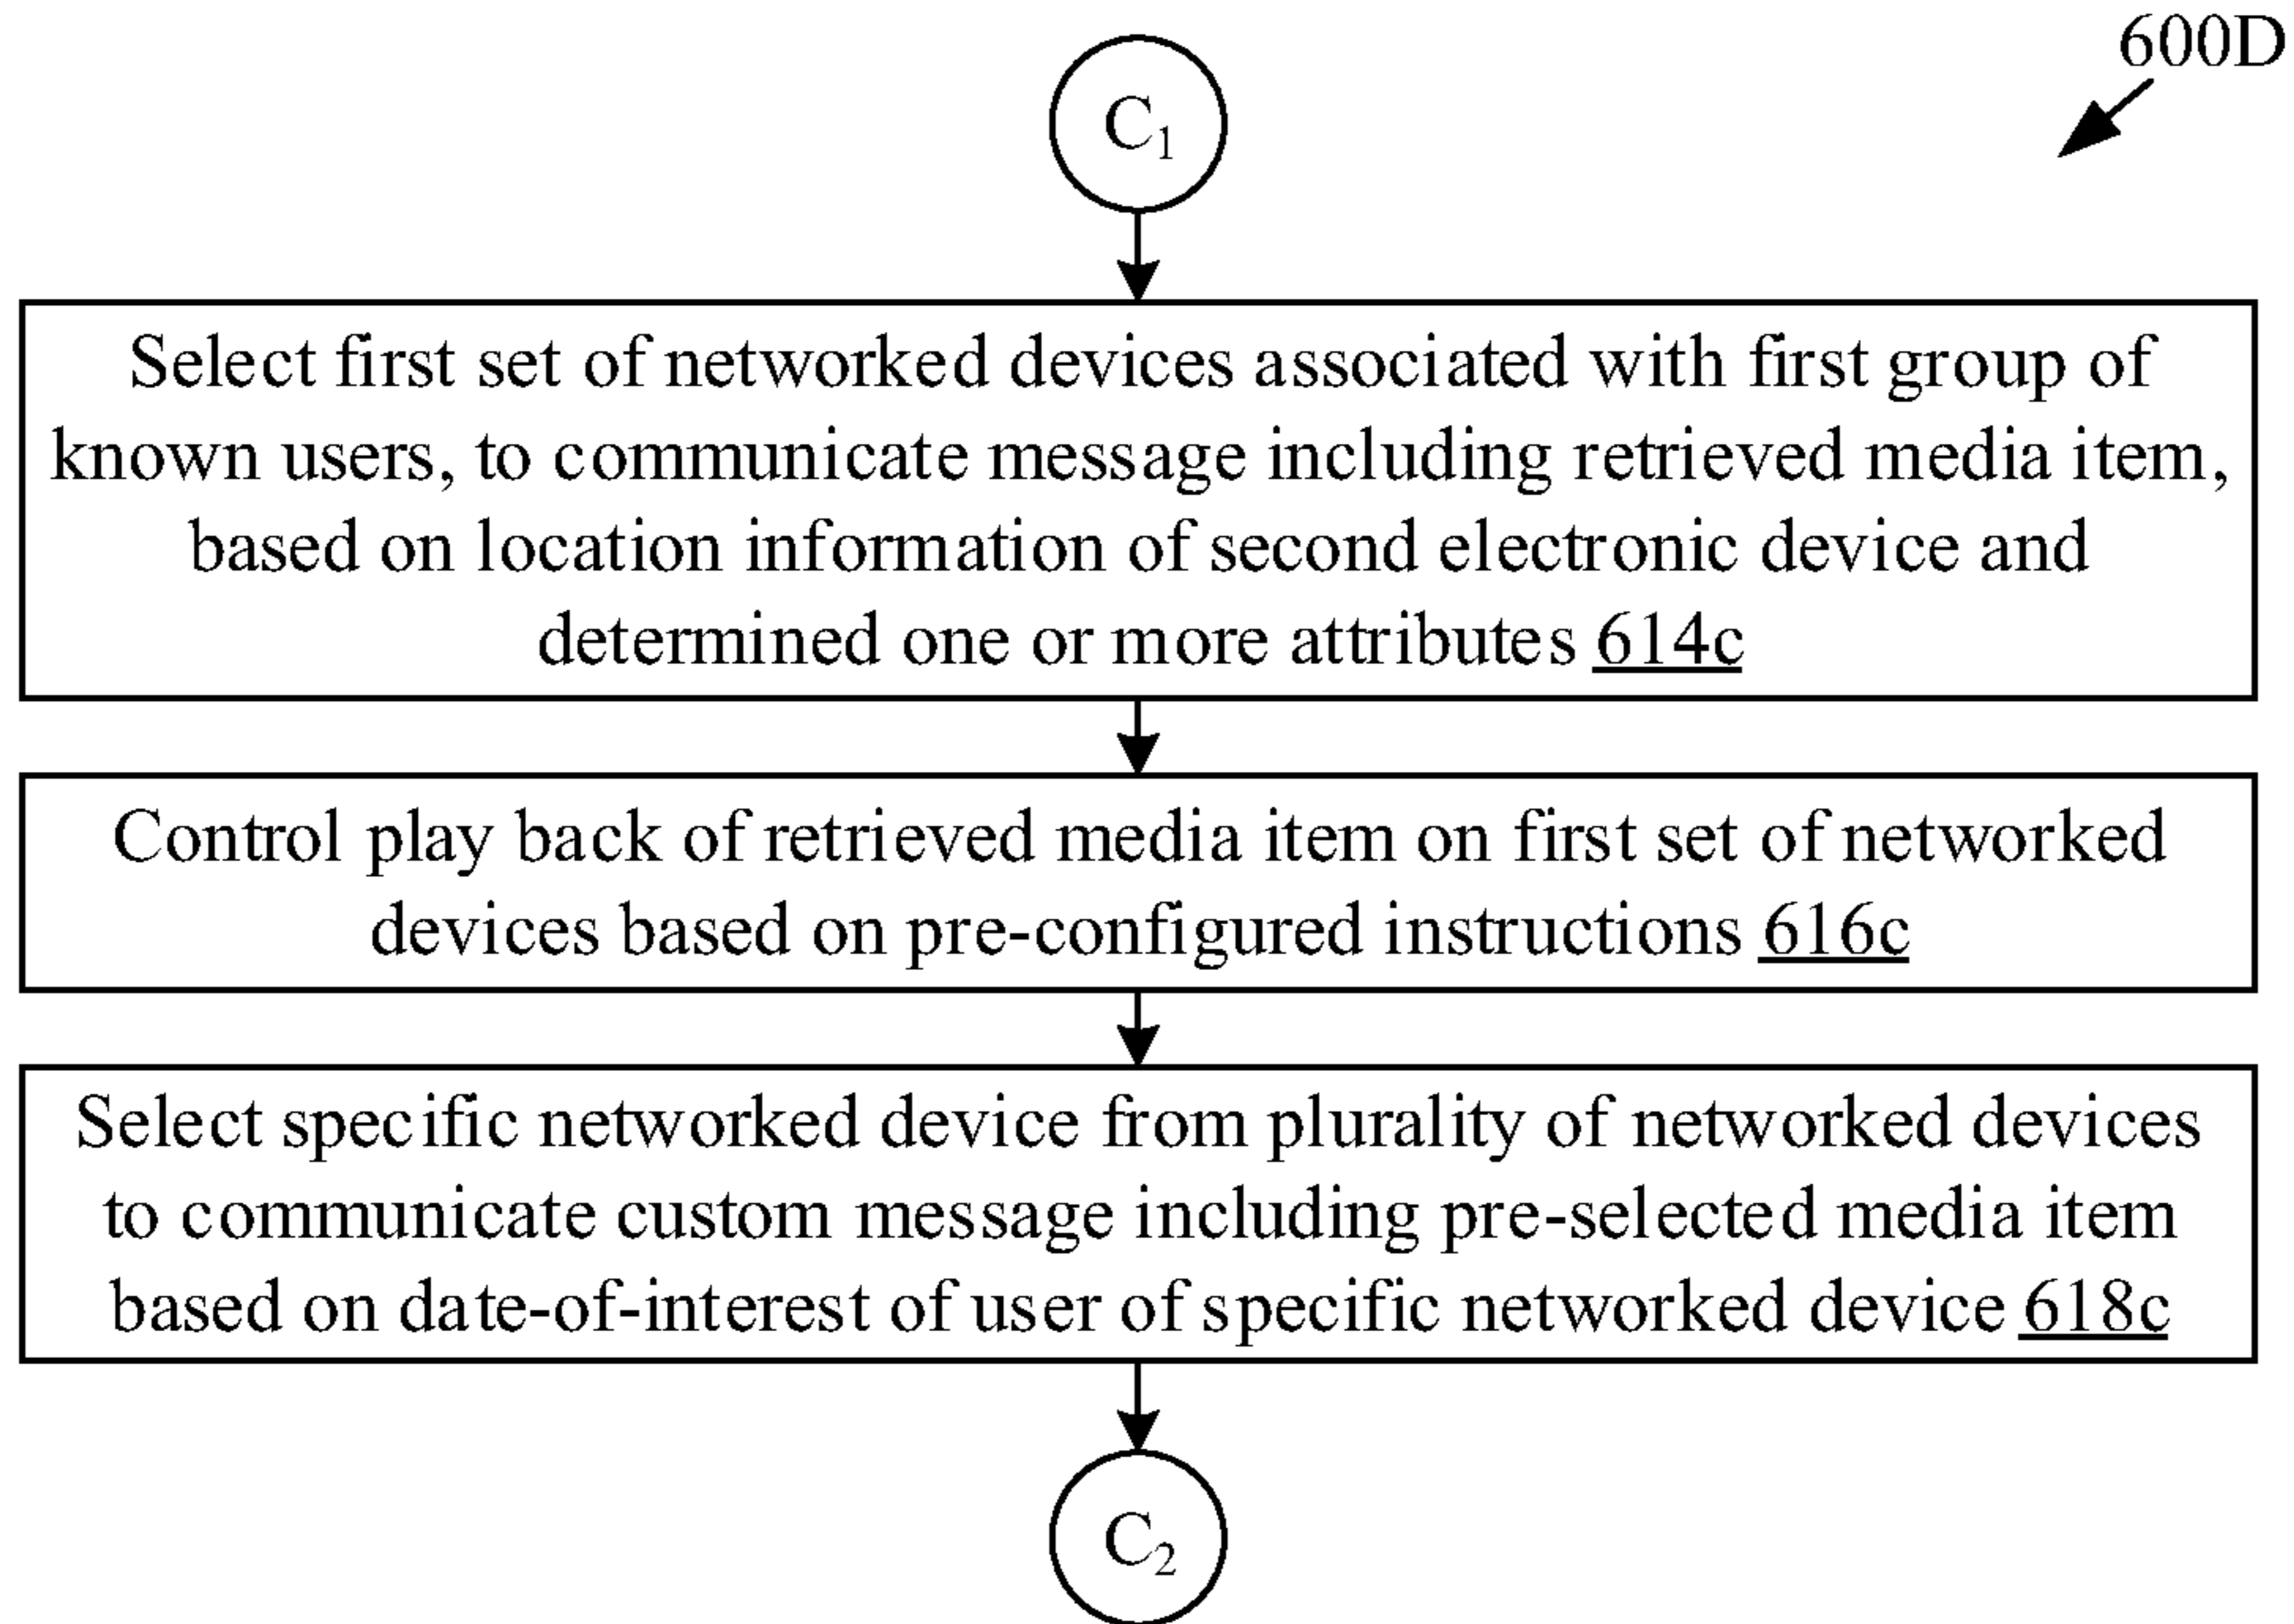 600D
C₁
Select first set of networked devices associated with first group of
known users, to communicate message including retrieved media item,
based on location information of second electronic device and
determined one or more attributes 614c
Control play back of retrieved media item on first set of networked
devices based on pre-configured instructions 616c
Select specific networked device from plurality of networked devices
to communicate custom message including pre-selected media item
based on date-of-interest of user of specific networked device 618c
C₂